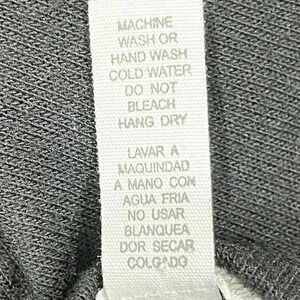 MACHINE
WASH OR
HAND WASH
COLD WATER
DO NOT
BLEACH
HANG DRY
LAVAR A
MAQUINDAD
A MANO CON
AGUA FRIA
NO USAR
BLANQUEA
DOR SECAR
COLGADO